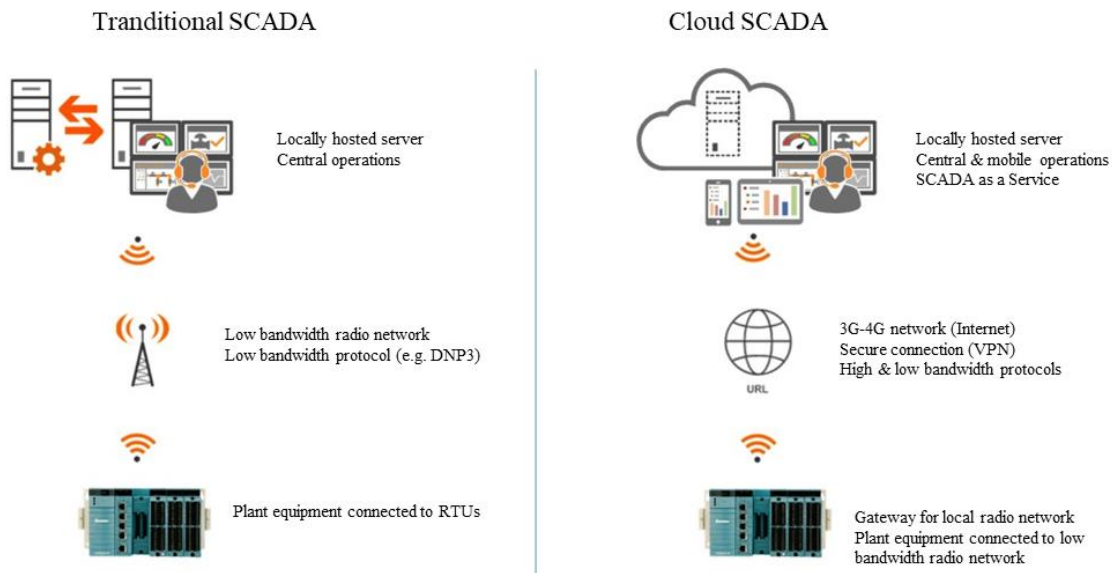 Tranditional SCADA
Locally hosted server
Central operations
Low bandwidth radio network
Low bandwidth protocol (e.g. DNP3)
Plant equipment connected to RTUs
Cloud SCADA
Locally hosted server
Central & mobile operations
SCADA as a Service
3G-4G network (Internet)
Secure connection (VPN)
High & low bandwidth protocols
URL
Gateway for local radio network
Plant equipment connected to low
bandwidth radio network